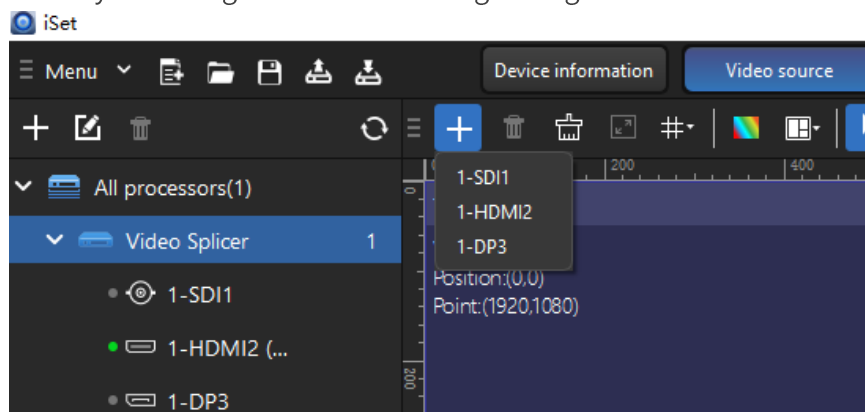 iSet
Menu
Device information
Video source
200
400
0
All processors(1)
Video Splicer 1
1-SDI1
1-HDMI2 (...
1-DP3
1-SDI1
1-HDMI2
1-DP3
Position:(0,0)
Point:(1920,1080)
200